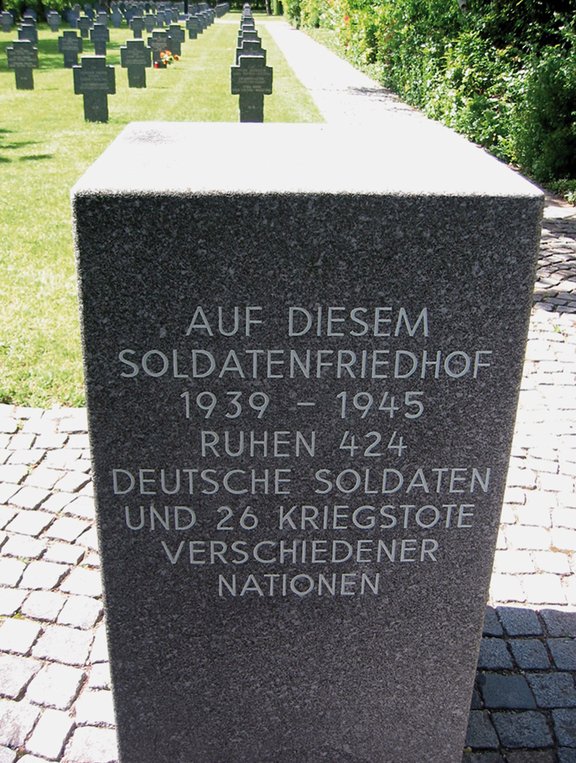 AUF DIESEM
SOLDATENFRIEDHOF
1939 – 1945
RUHEN 424
DEUTSCHE SOLDATEN
UND 26 KRIEGSTOTE
VERSCHIEDENER
NATIONEN